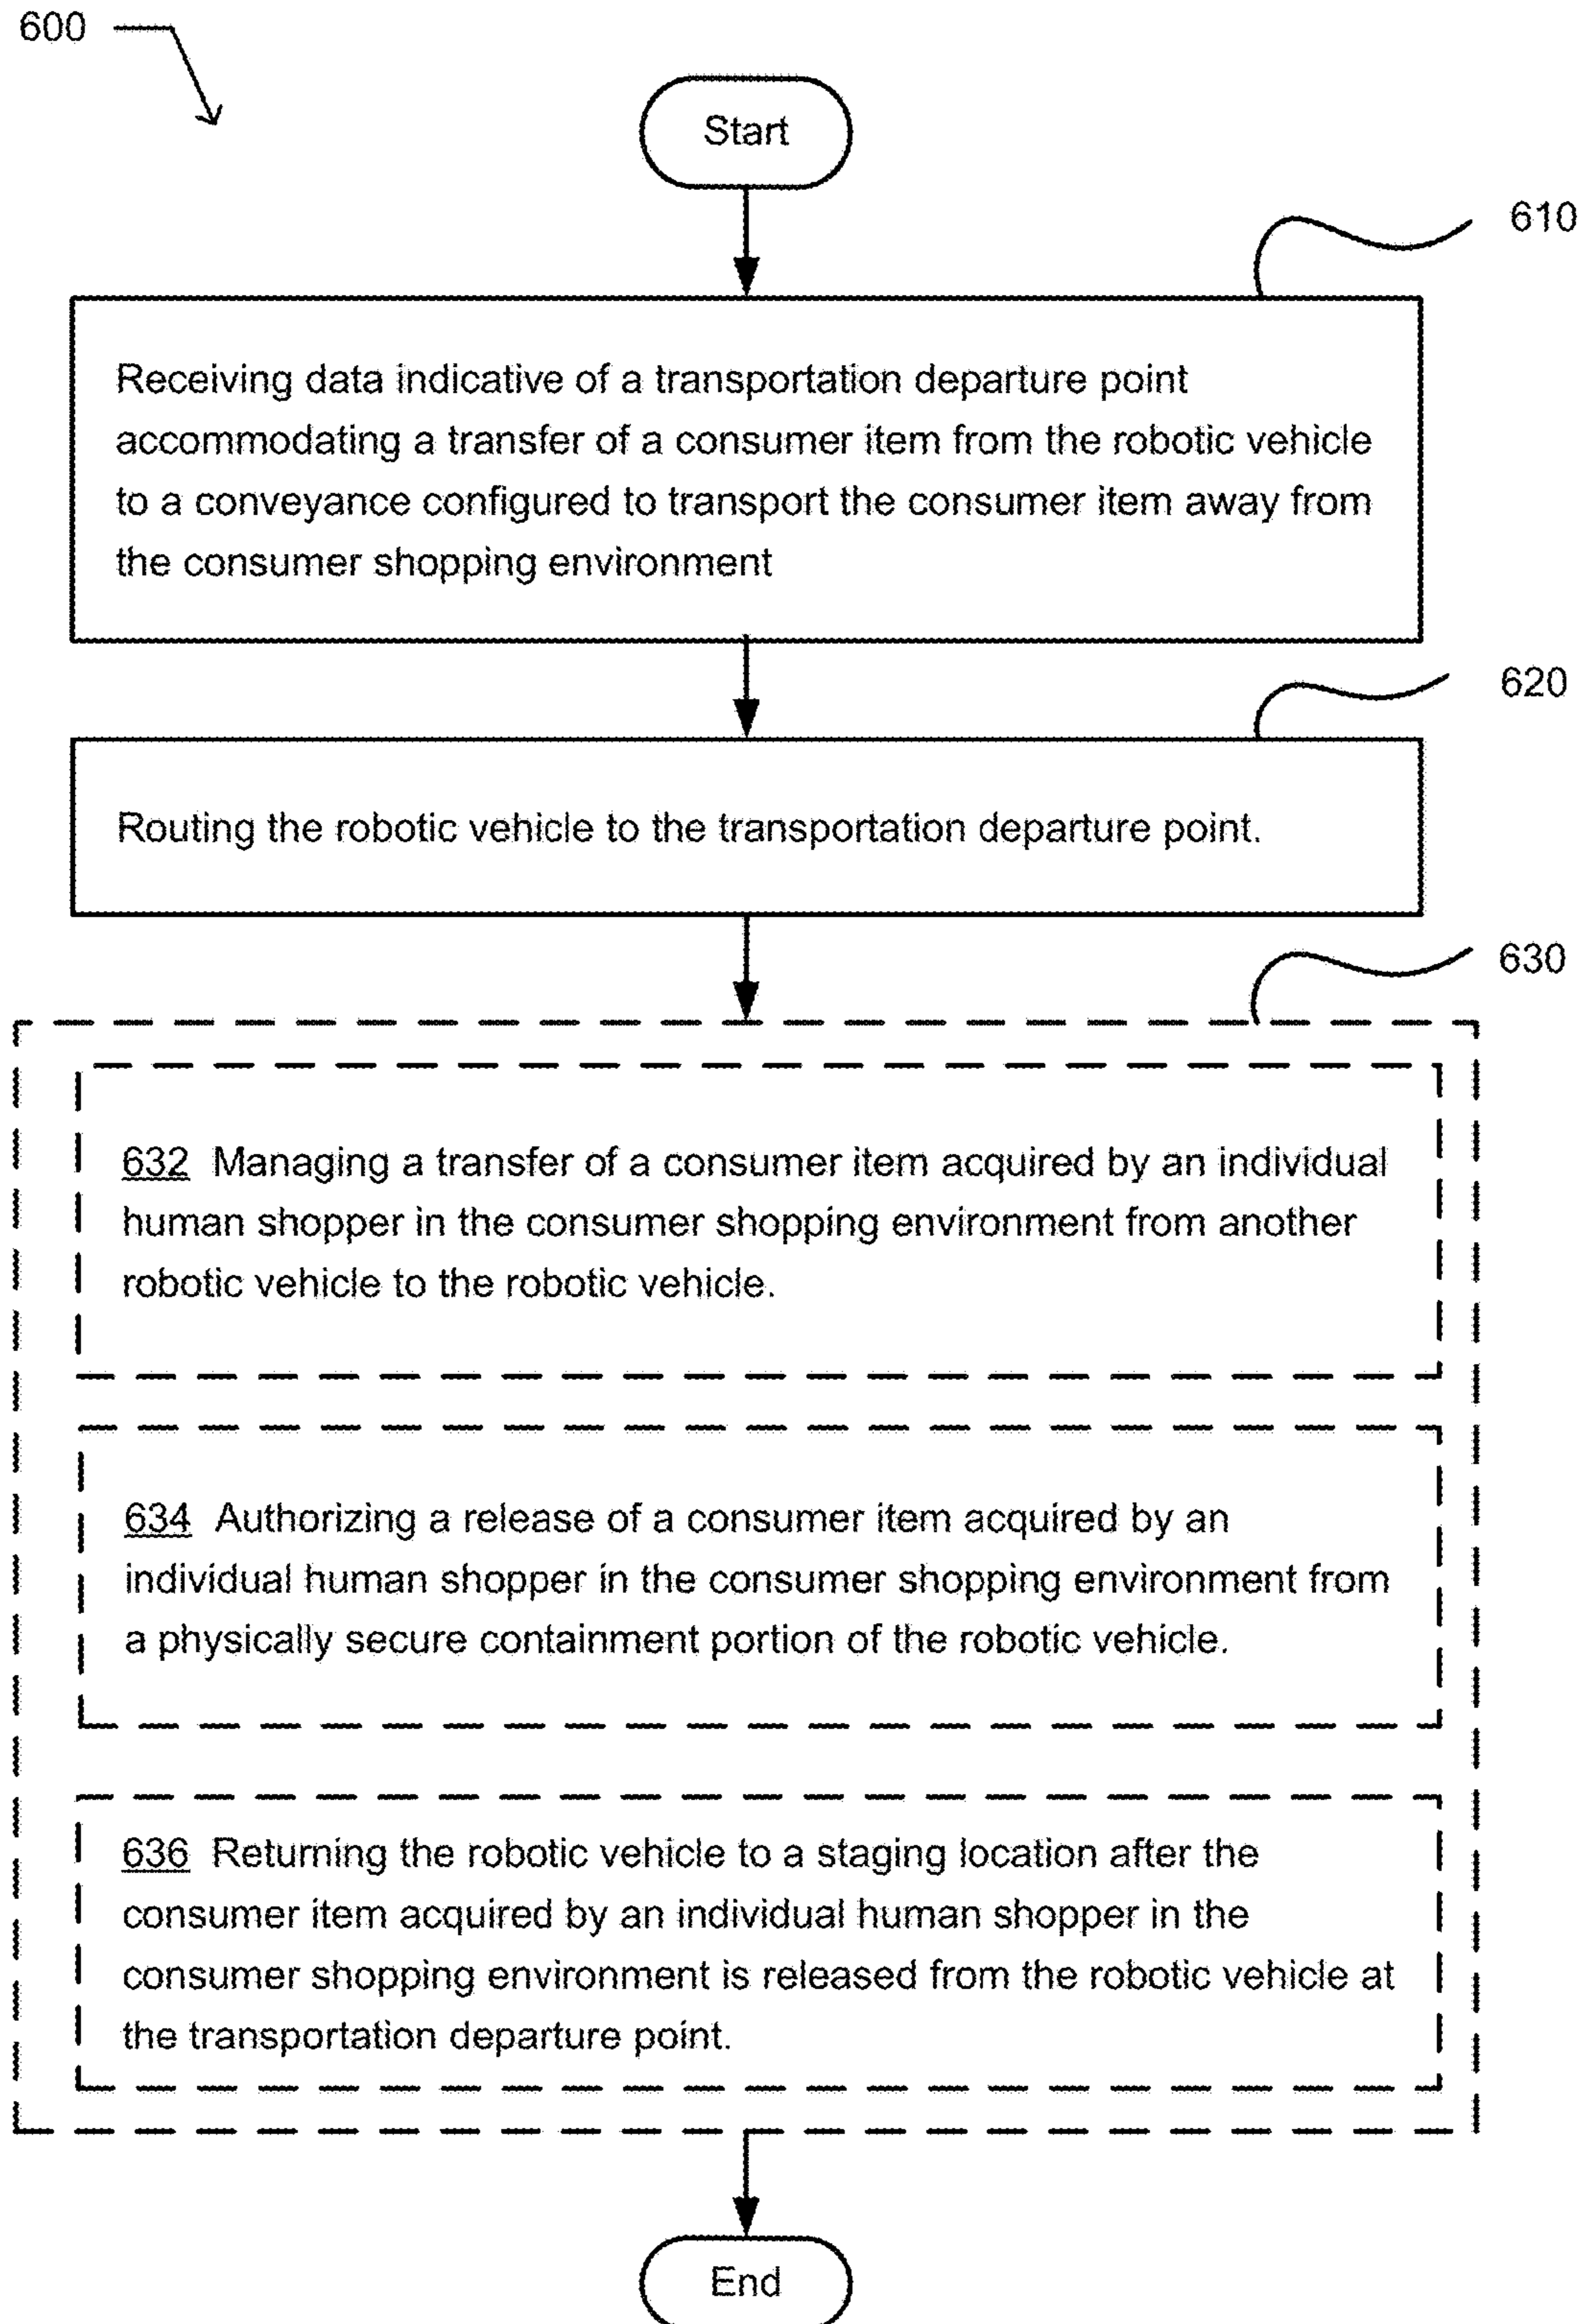 600
Start
610
Receiving data indicative of a transportation departure point
accommodating a transfer of a consumer item from the robotic vehicle
to a conveyance configured to transport the consumer item away from
the consumer shopping environment
620
Routing the robotic vehicle to the transportation departure point.
630
632 Managing a transfer of a consumer item acquired by an individual
human shopper in the consumer shopping environment from another
robotic vehicle to the robotic vehicle.
634 Authorizing a release of a consumer item acquired by an
individual human shopper in the consumer shopping environment from
a physically secure containment portion of the robotic vehicle.
636 Returning the robotic vehicle to a staging location after the
consumer item acquired by an individual human shopper in the
consumer shopping environment is released from the robotic vehicle at
the transportation departure point.
End